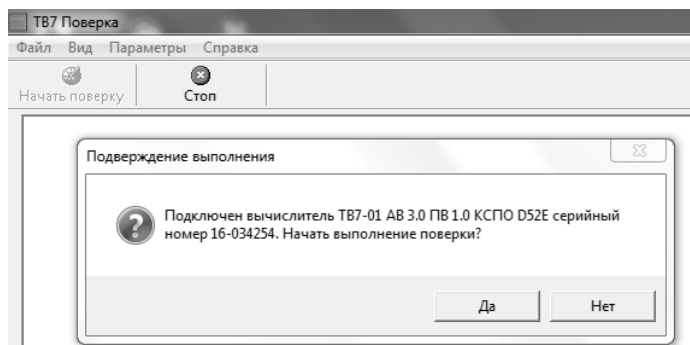 ТВ7 Поверка
Файл Вид Параметры Справка
Начать поверку Стоп
Подверждение выполнения
Подключен вычислитель ТВ7-01 АВ 3.0 ПВ 1.0 КСПО D52E серийный
номер 16-034254. Начать выполнение поверки?
Да Нет